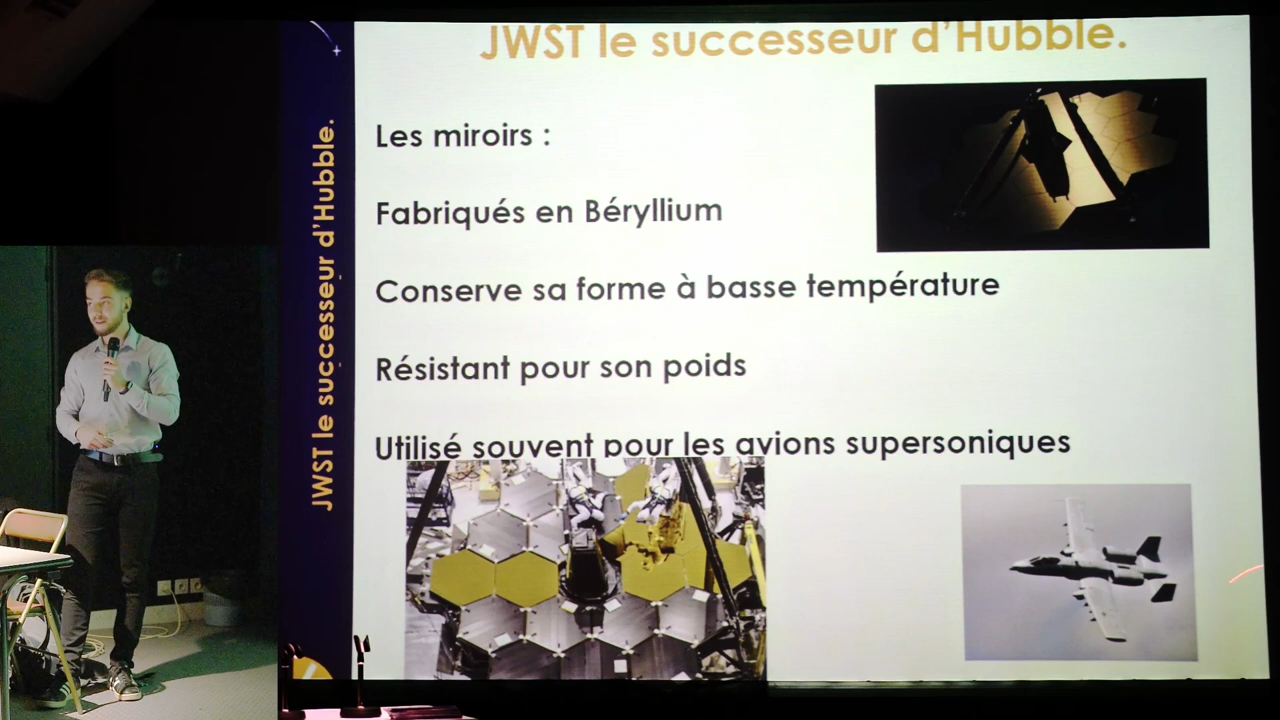 JWST le successeur d'Hubble.
JWST le successeur d'Hubble.
Les miroirs :
Fabriqués en Béryllium
Conserve sa forme à basse température
Résistant pour son poids
Utilisé souvent pour les avions supersoniques